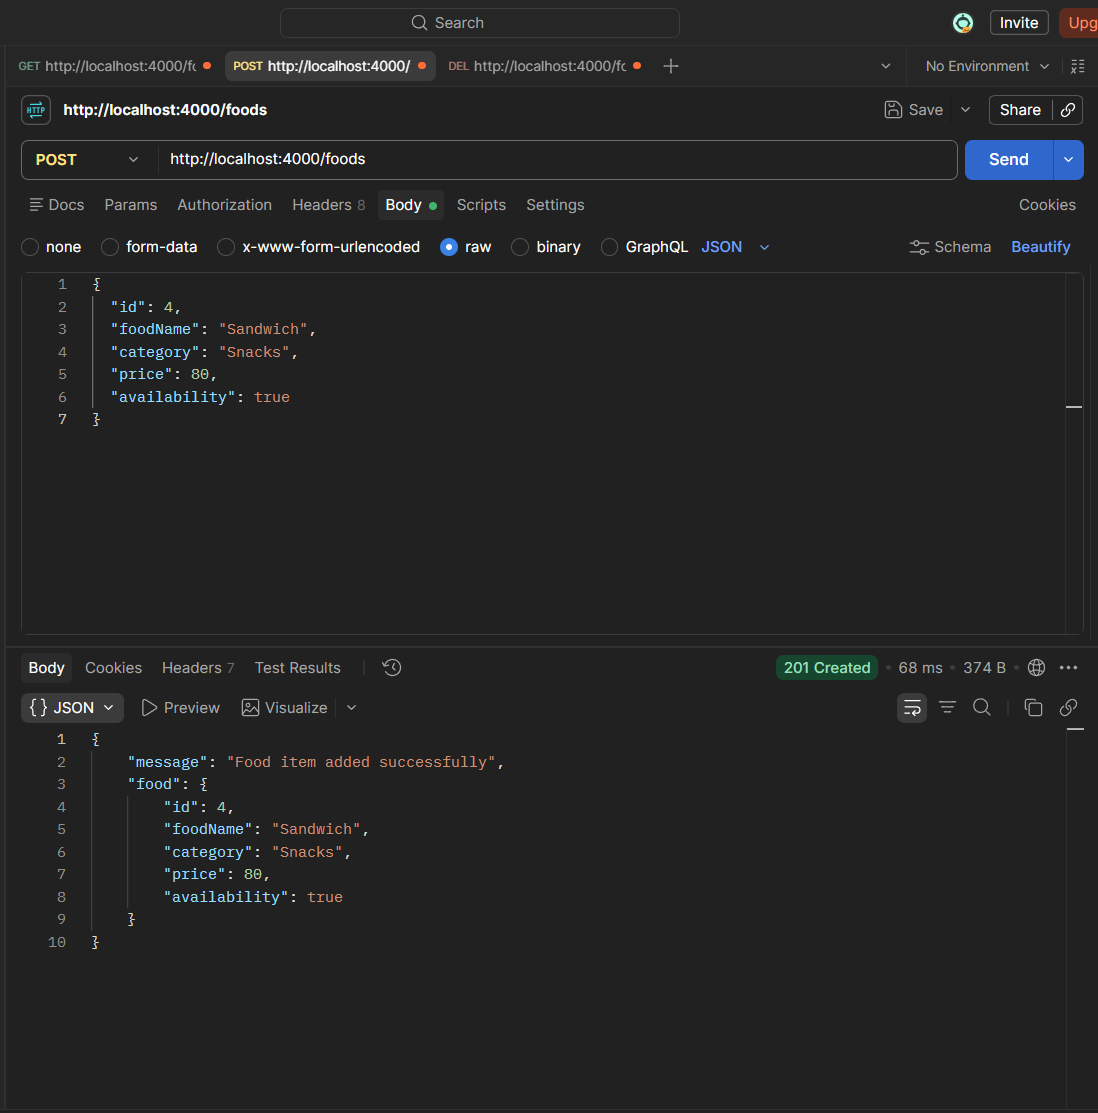 Search
Invite
Upg
GET http://localhost:4000/fo
POST http://localhost:4000/
DEL http://localhost:4000/fo
No Environment
HTTP http://localhost:4000/foods
Save
Share
POST http://localhost:4000/foods
Send
Docs Params Authorization Headers 8 Body Scripts Settings Cookies
none form-data x-www-form-urlencoded raw binary GraphQL JSON Schema Beautify
1 {
2 "id": 4,
3 "foodName": "Sandwich",
4 "category": "Snacks",
5 "price": 80,
6 "availability": true
7 }
Body Cookies Headers 7 Test Results 201 Created • 68 ms • 374 B •
{} JSON Preview Visualize
1 {
2 "message": "Food item added successfully",
3 "food": {
4 "id": 4,
5 "foodName": "Sandwich",
6 "category": "Snacks",
7 "price": 80,
8 "availability": true
9 }
10 }